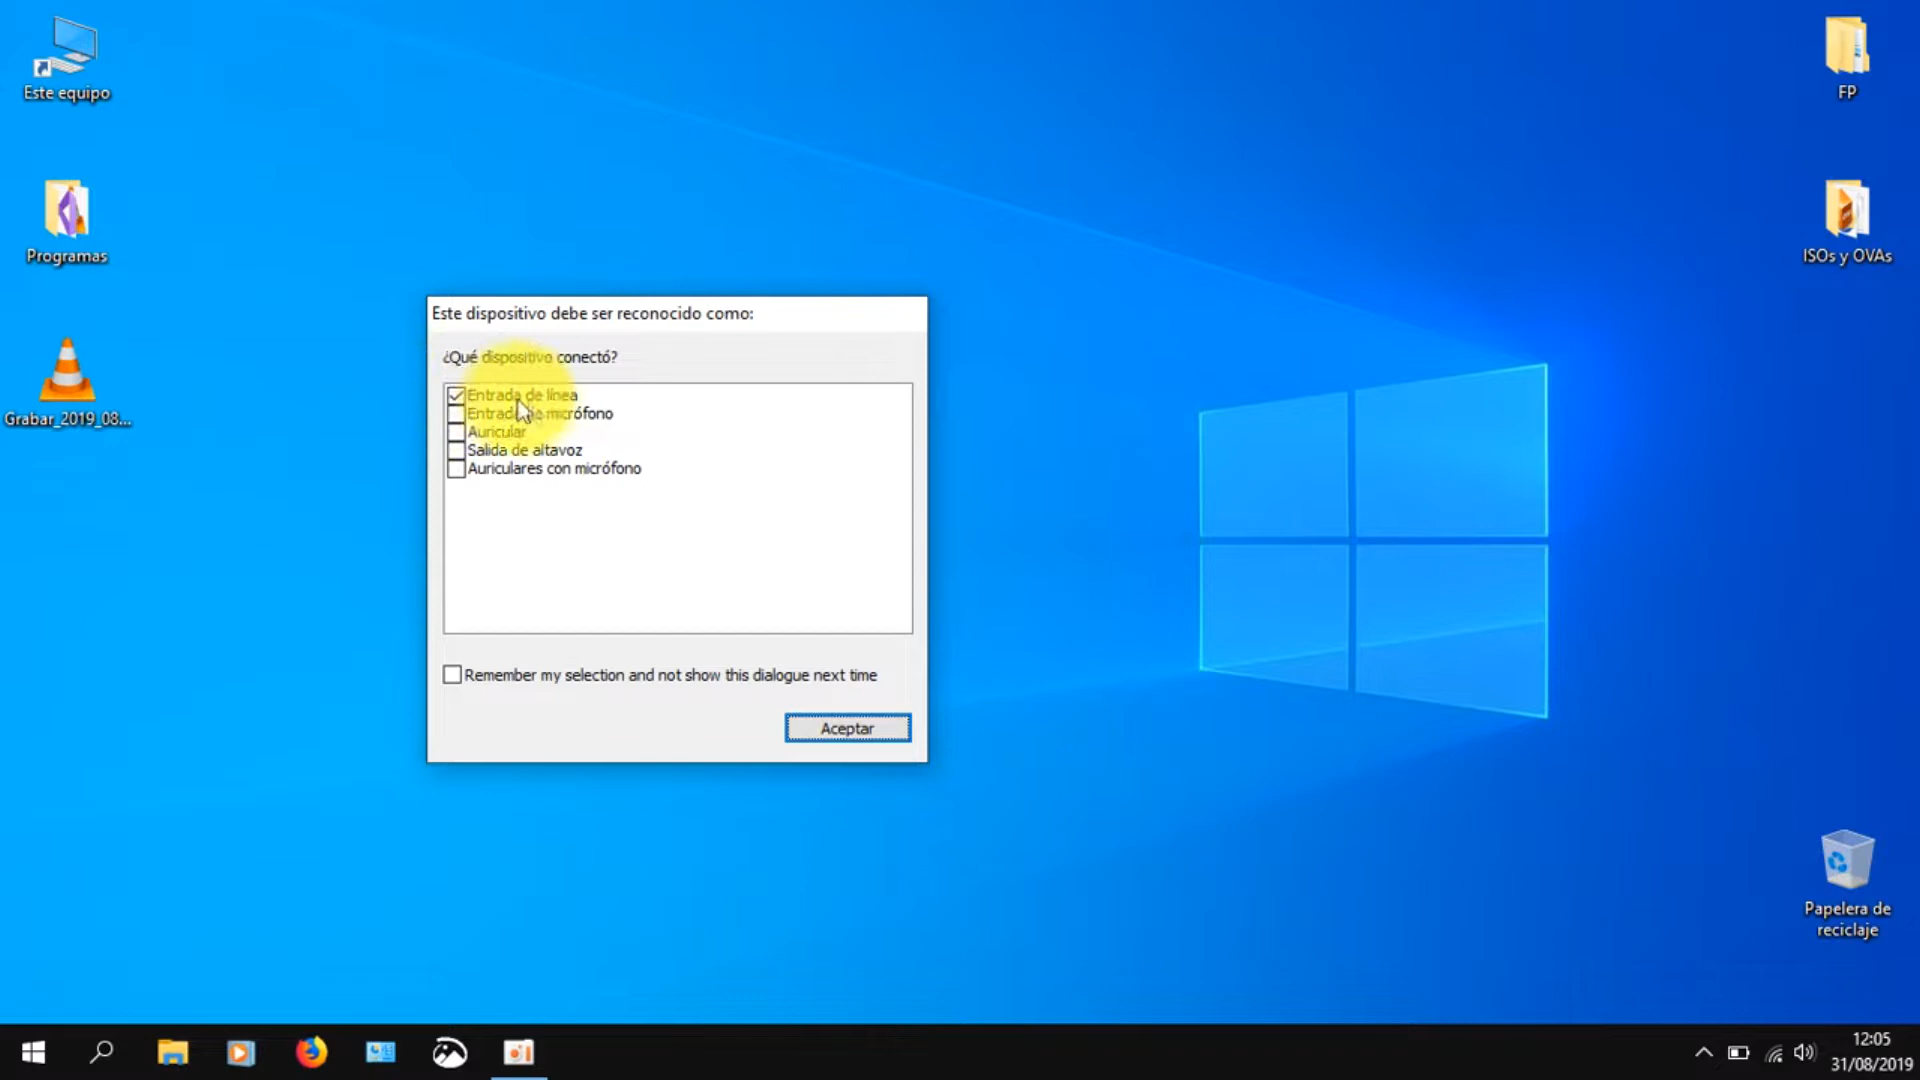 Este equipo
Programas
Grabar_2019_08...
FP
ISOs y OVAs
Este dispositivo debe ser reconocido como:
¿Qué dispositivo conectó?
Entrada de línea
Entrada de micrófono
Auricular
Salida de altavoz
Auriculares con micrófono
Remember my selection and not show this dialogue next time
Aceptar
Papelera de
reciclaje
12:05
31/08/2019